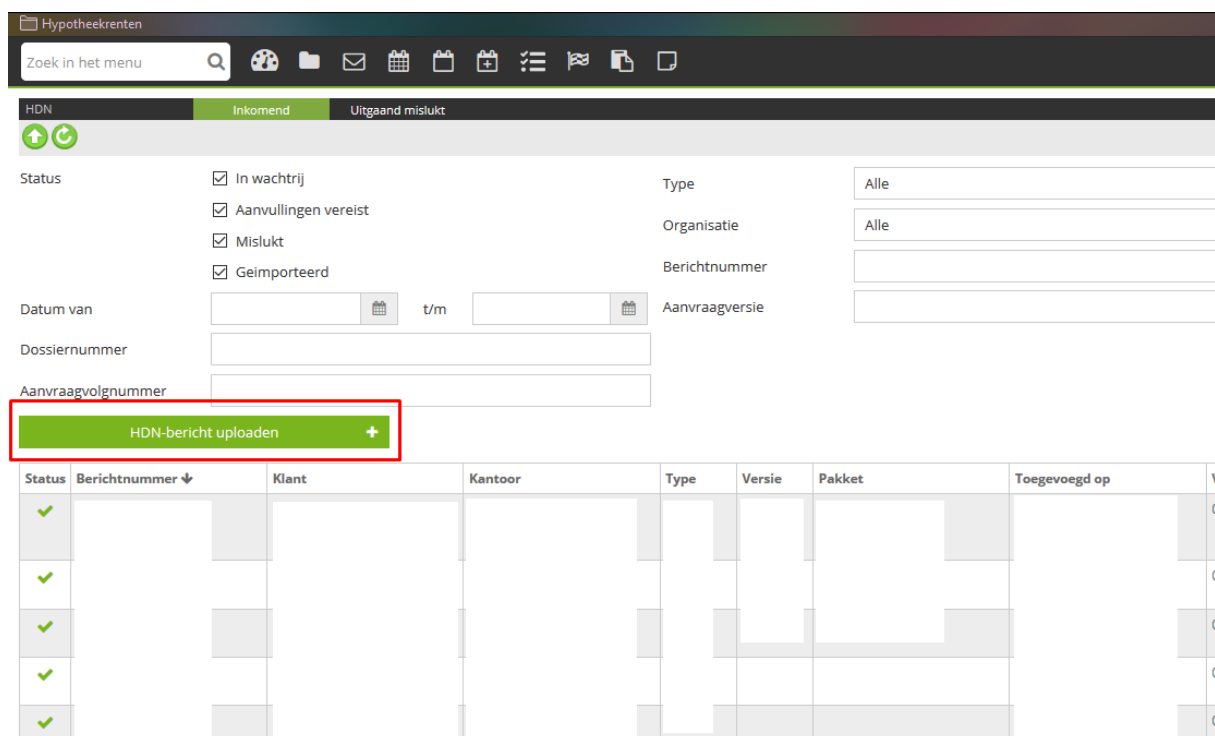 Hypotheekrenten
Zoek in het menu
HDN Inkomend Uitgaand mislukt
Status In wachtrij Type Alle
Aanvullingen vereist
Organisatie Alle
Mislukt
Geimporteerd Berichtnummer
Datum van t/m Aanvraagversie
Dossiernummer
Aanvraagvolgnummer
HDN-bericht uploaden
Status Berichtnummer Klant Kantoor Type Versie Pakket Toegevoegd op